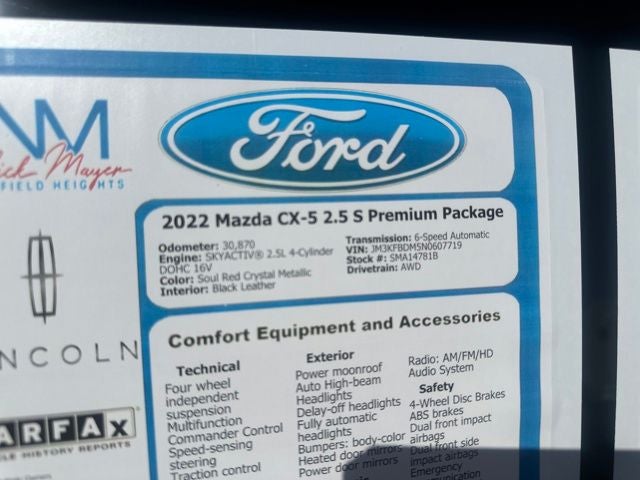 Ford
NM
ick Mayer
FIELD HEIGHTS
2022 Mazda CX-5 2.5 S Premium Package
Odometer: 30,870
Engine: SKYACTIV® 2.5L 4-Cylinder
DOHC 16V
Color: Soul Red Crystal Metallic
Interior: Black Leather
Transmission: 6-Speed Automatic
VIN: JM3KFBDM5N0607719
Stock #: SMA14781B
Drivetrain: AWD
NCOLN
ARFAX
LE HISTORY REPORTS
Comfort Equipment and Accessories
Technical
Four wheel
independent
suspension
Multifunction
Commander Control
Speed-sensing
steering
Traction control
Exterior
Power moonroof
Auto High-beam
Headlights
Delay-off headlights
Fully automatic
headlights
Bumpers: body-color
Heated door mirrors
Power door mirrors
Radio: AM/FM/HD
Audio System
Safety
4-Wheel Disc Brakes
ABS brakes
Dual front impact
airbags
Dual front side
impact airbags
Emergency